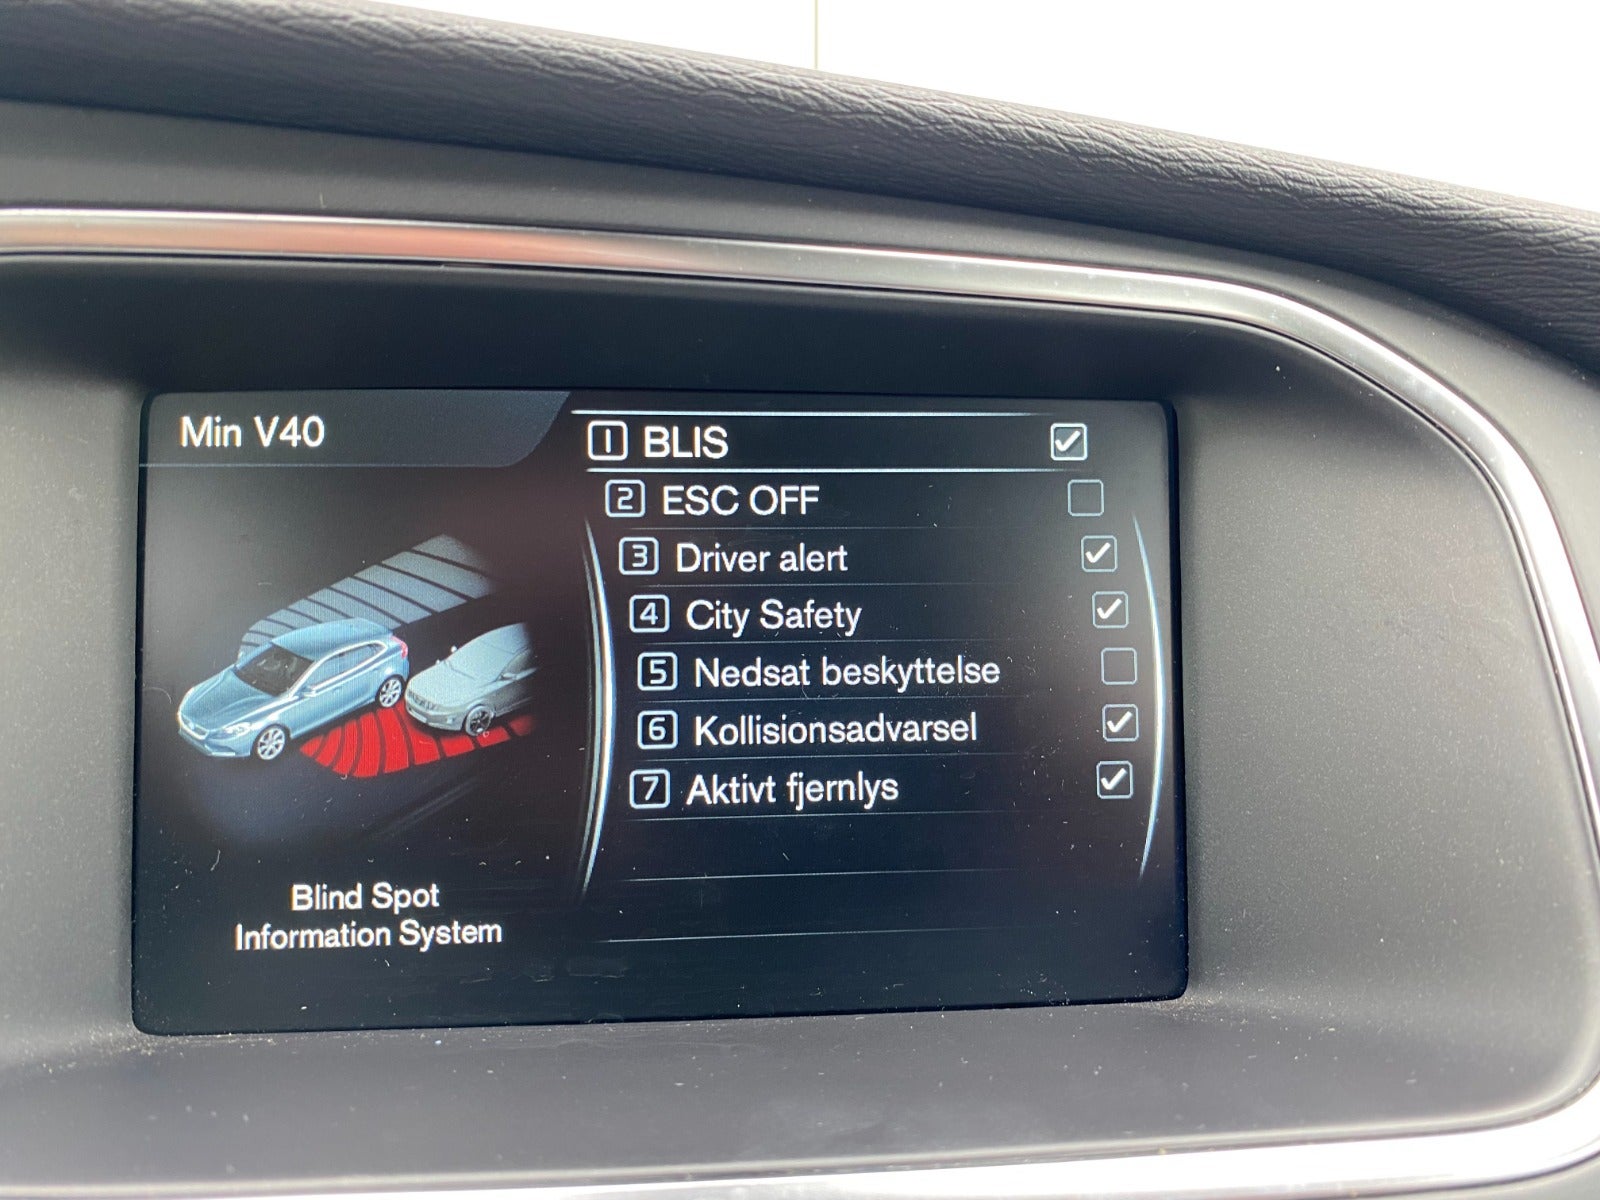 Min V40
1 BLIS
2 ESC OFF
3 Driver alert
4 City Safety
5 Nedsat beskyttelse
6 Kollisionsadvarsel
7 Aktivt fjernlys
Blind Spot
Information System